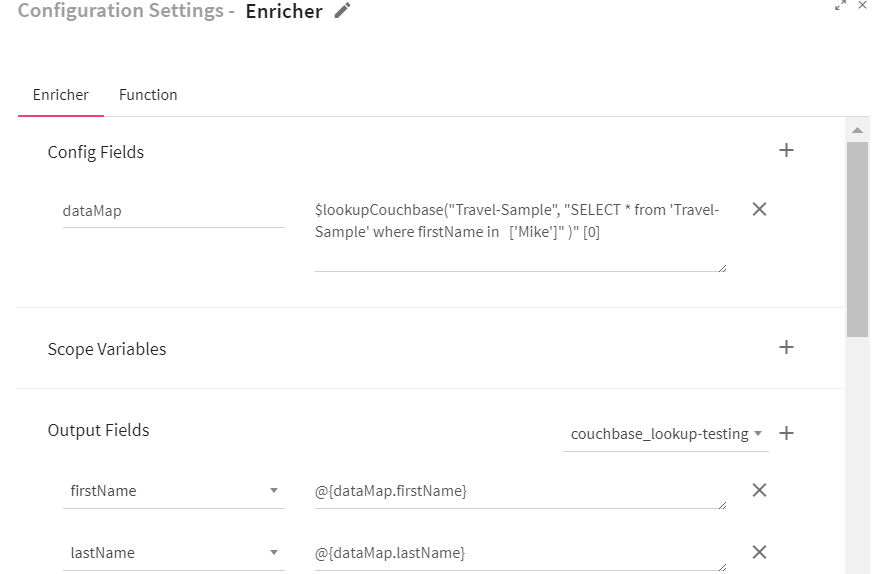 Configuration Settings - Enricher
Enricher Function
Config Fields
dataMap
$lookupCouchbase("Travel-Sample", "SELECT * from 'Travel-
Sample' where firstName in ['Mike']" )" [0]
Scope Variables
Output Fields
couchbase_lookup-testing
firstName
@{dataMap.firstName}
lastName
@{dataMap.lastName}